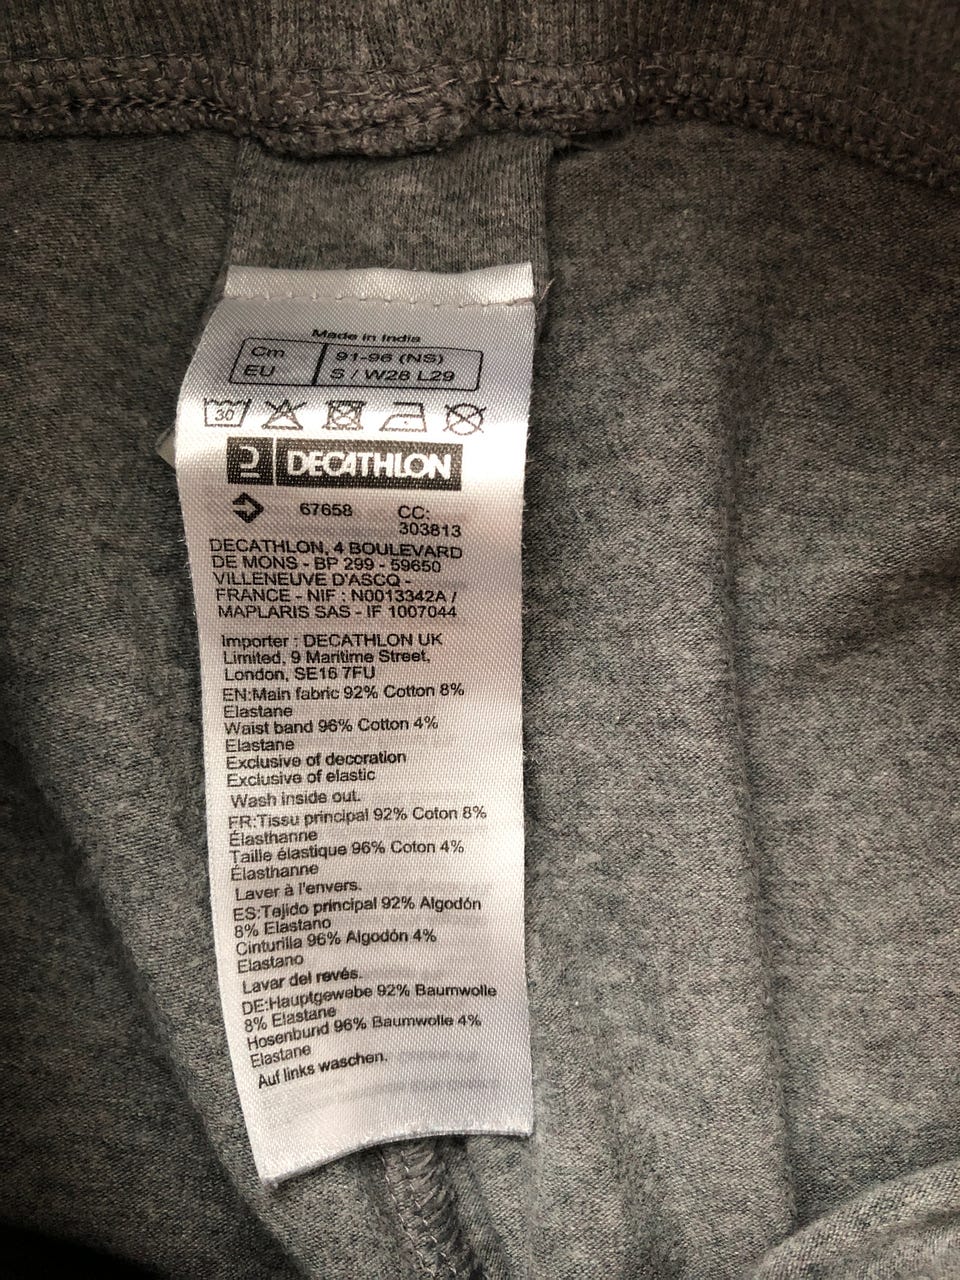 Made in India
Cm 91-96 (NS)
EU S / W28 L29
30
DECATHLON
67658 CC:
303813
DECATHLON, 4 BOULEVARD
DE MONS - BP 299 - 59650
VILLENEUVE D'ASCQ -
FRANCE - NIF : N0013342A /
MAPLARIS SAS - IF 1007044
Importer : DECATHLON UK
Limited, 9 Maritime Street,
London, SE16 7FU
EN:Main fabric 92% Cotton 8%
Elastane
Waist band 96% Cotton 4%
Elastane
Exclusive of decoration
Exclusive of elastic
Wash inside out.
FR:Tissu principal 92% Coton 8%
Élasthanne
Taille élastique 96% Coton 4%
Élasthanne
Laver à l'envers.
ES:Tejido principal 92% Algodón
8% Elastano
Cinturilla 96% Algodón 4%
Elastano
Lavar del revés.
DE:Hauptgewebe 92% Baumwolle
8% Elastane
Hosenbund 96% Baumwolle 4%
Elastane
Auf links waschen.